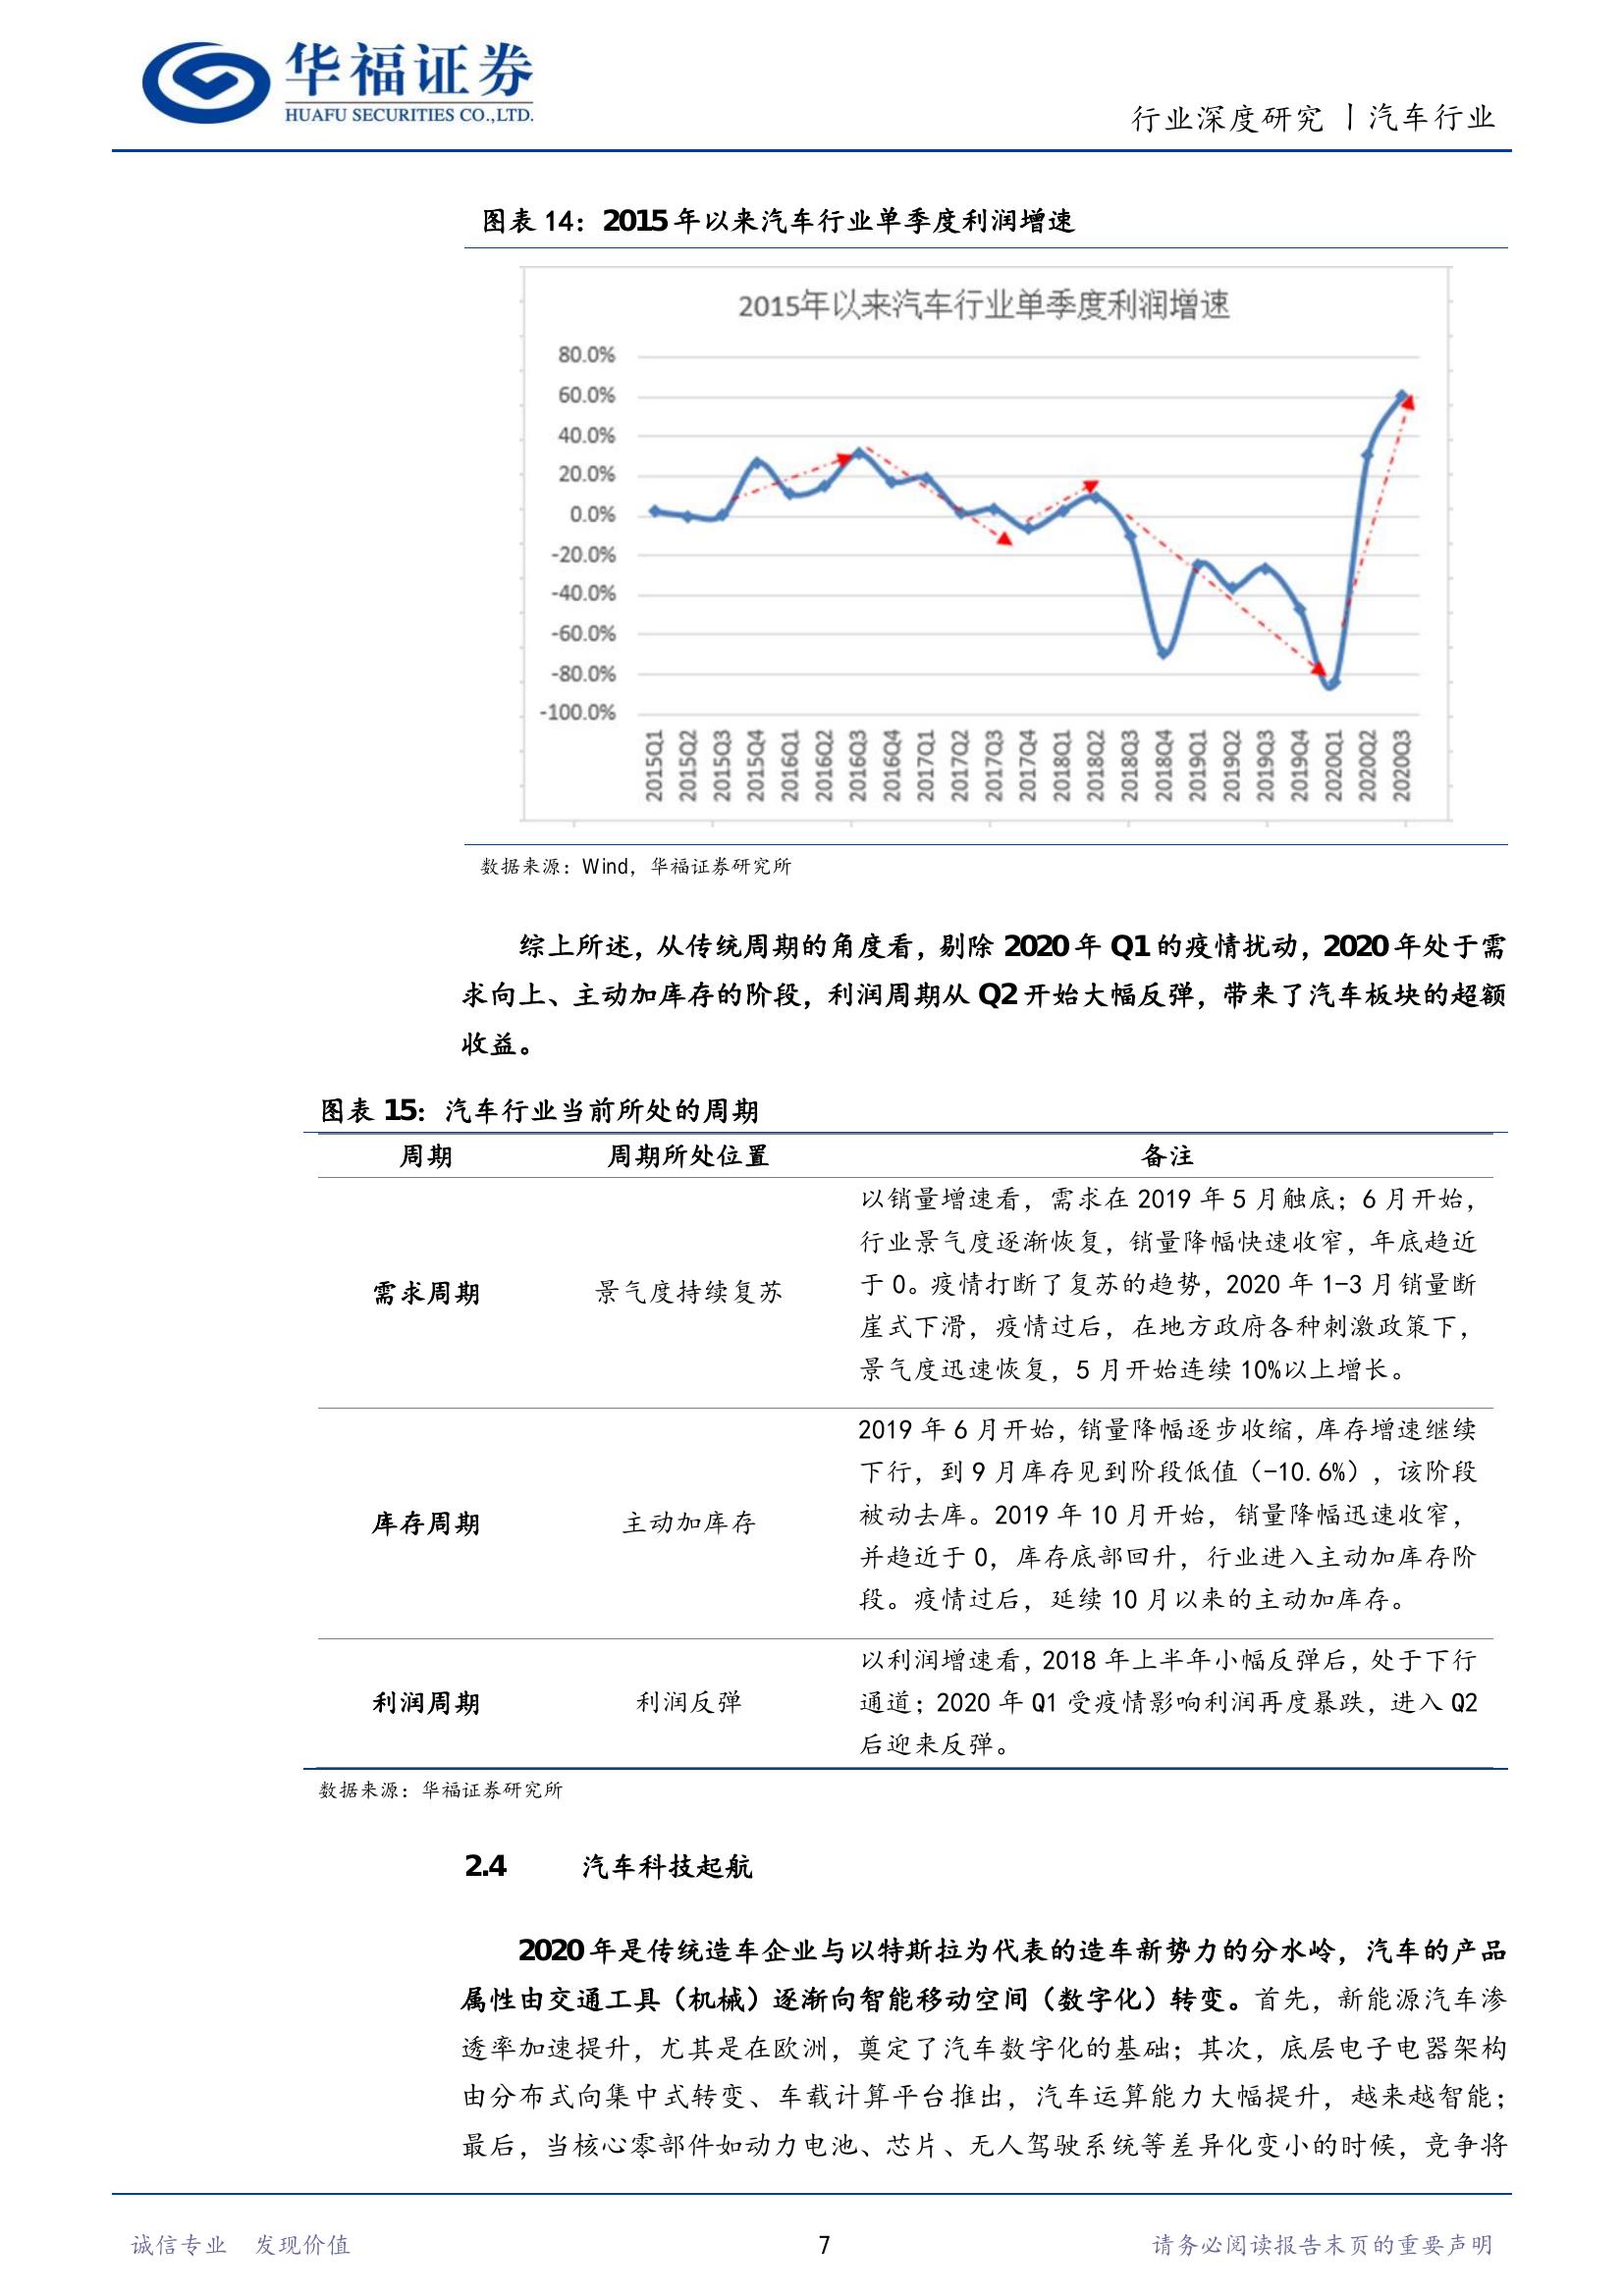 华福证券
HUAFU SECURITIES CO.,LTD.
行业深度研究丨汽车行业
图表 14：2015 年以来汽车行业单季度利润增速
2015年以来汽车行业单季度利润增速
80.0%
60.0%
40.0%
20.0%
0.0%
-20.0%
-40.0%
-60.0%
-80.0%
-100.0%
2015Q1
2015Q2
2015Q3
2015Q4
2016Q1
2016Q2
2016Q3
2016Q4
2017Q1
2017Q2
2017Q3
2017Q4
2018Q1
2018Q2
2018Q3
2018Q4
2019Q1
2019Q2
2019Q3
2019Q4
2020Q1
2020Q2
2020Q3
数据来源：Wind，华福证券研究所
综上所述，从传统周期的角度看，剔除 2020 年 Q1 的疫情扰动，2020 年处于需
求向上、主动加库存的阶段，利润周期从 Q2 开始大幅反弹，带来了汽车板块的超额
收益。
图表 15：汽车行业当前所处的周期
周期 周期所处位置 备注
以销量增速看，需求在 2019 年 5 月触底；6 月开始，
行业景气度逐渐恢复，销量降幅快速收窄，年底趋近
需求周期 景气度持续复苏 于 0。疫情打断了复苏的趋势，2020 年 1-3 月销量断
崖式下滑，疫情过后，在地方政府各种刺激政策下，
景气度迅速恢复，5 月开始连续 10%以上增长。
2019 年 6 月开始，销量降幅逐步收缩，库存增速继续
下行，到 9 月库存见到阶段低值（-10.6%），该阶段
库存周期 主动加库存 被动去库。2019 年 10 月开始，销量降幅迅速收窄，
并趋近于 0，库存底部回升，行业进入主动加库存阶
段。疫情过后，延续 10 月以来的主动加库存。
以利润增速看，2018 年上半年小幅反弹后，处于下行
利润周期 利润反弹 通道；2020 年 Q1 受疫情影响利润再度暴跌，进入 Q2
后迎来反弹。
数据来源：华福证券研究所
2.4 汽车科技起航
2020 年是传统造车企业与以特斯拉为代表的造车新势力的分水岭，汽车的产品
属性由交通工具（机械）逐渐向智能移动空间（数字化）转变。首先，新能源汽车渗
透率加速提升，尤其是在欧洲，奠定了汽车数字化的基础；其次，底层电子电器架构
由分布式向集中式转变、车载计算平台推出，汽车运算能力大幅提升，越来越智能；
最后，当核心零部件如动力电池、芯片、无人驾驶系统等差异化变小的时候，竞争将
诚信专业 发现价值 7 请务必阅读报告末页的重要声明